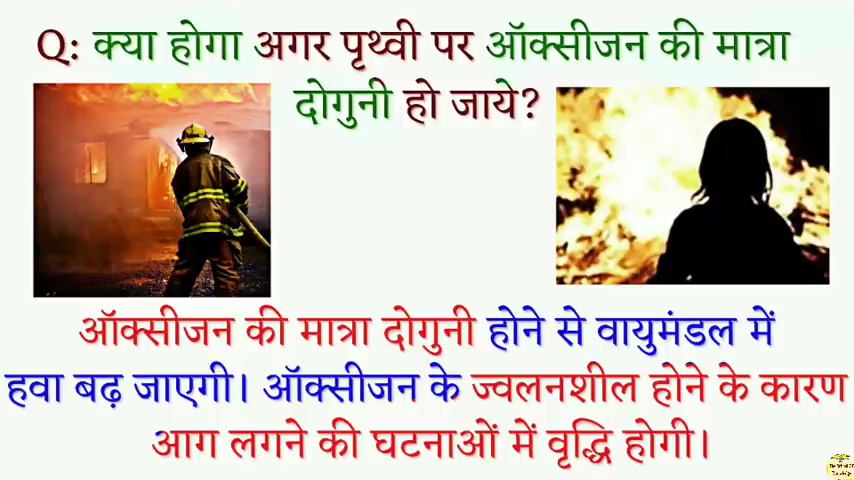 Q: क्या होगा अगर पृथ्वी पर ऑक्सीजन की मात्रा
दोगुनी हो जाये?
ऑक्सीजन की मात्रा दोगुनी होने से वायुमंडल में
हवा बढ़ जाएगी। ऑक्सीजन के ज्वलनशील होने के कारण
आग लगने की घटनाओं में वृद्धि होगी।